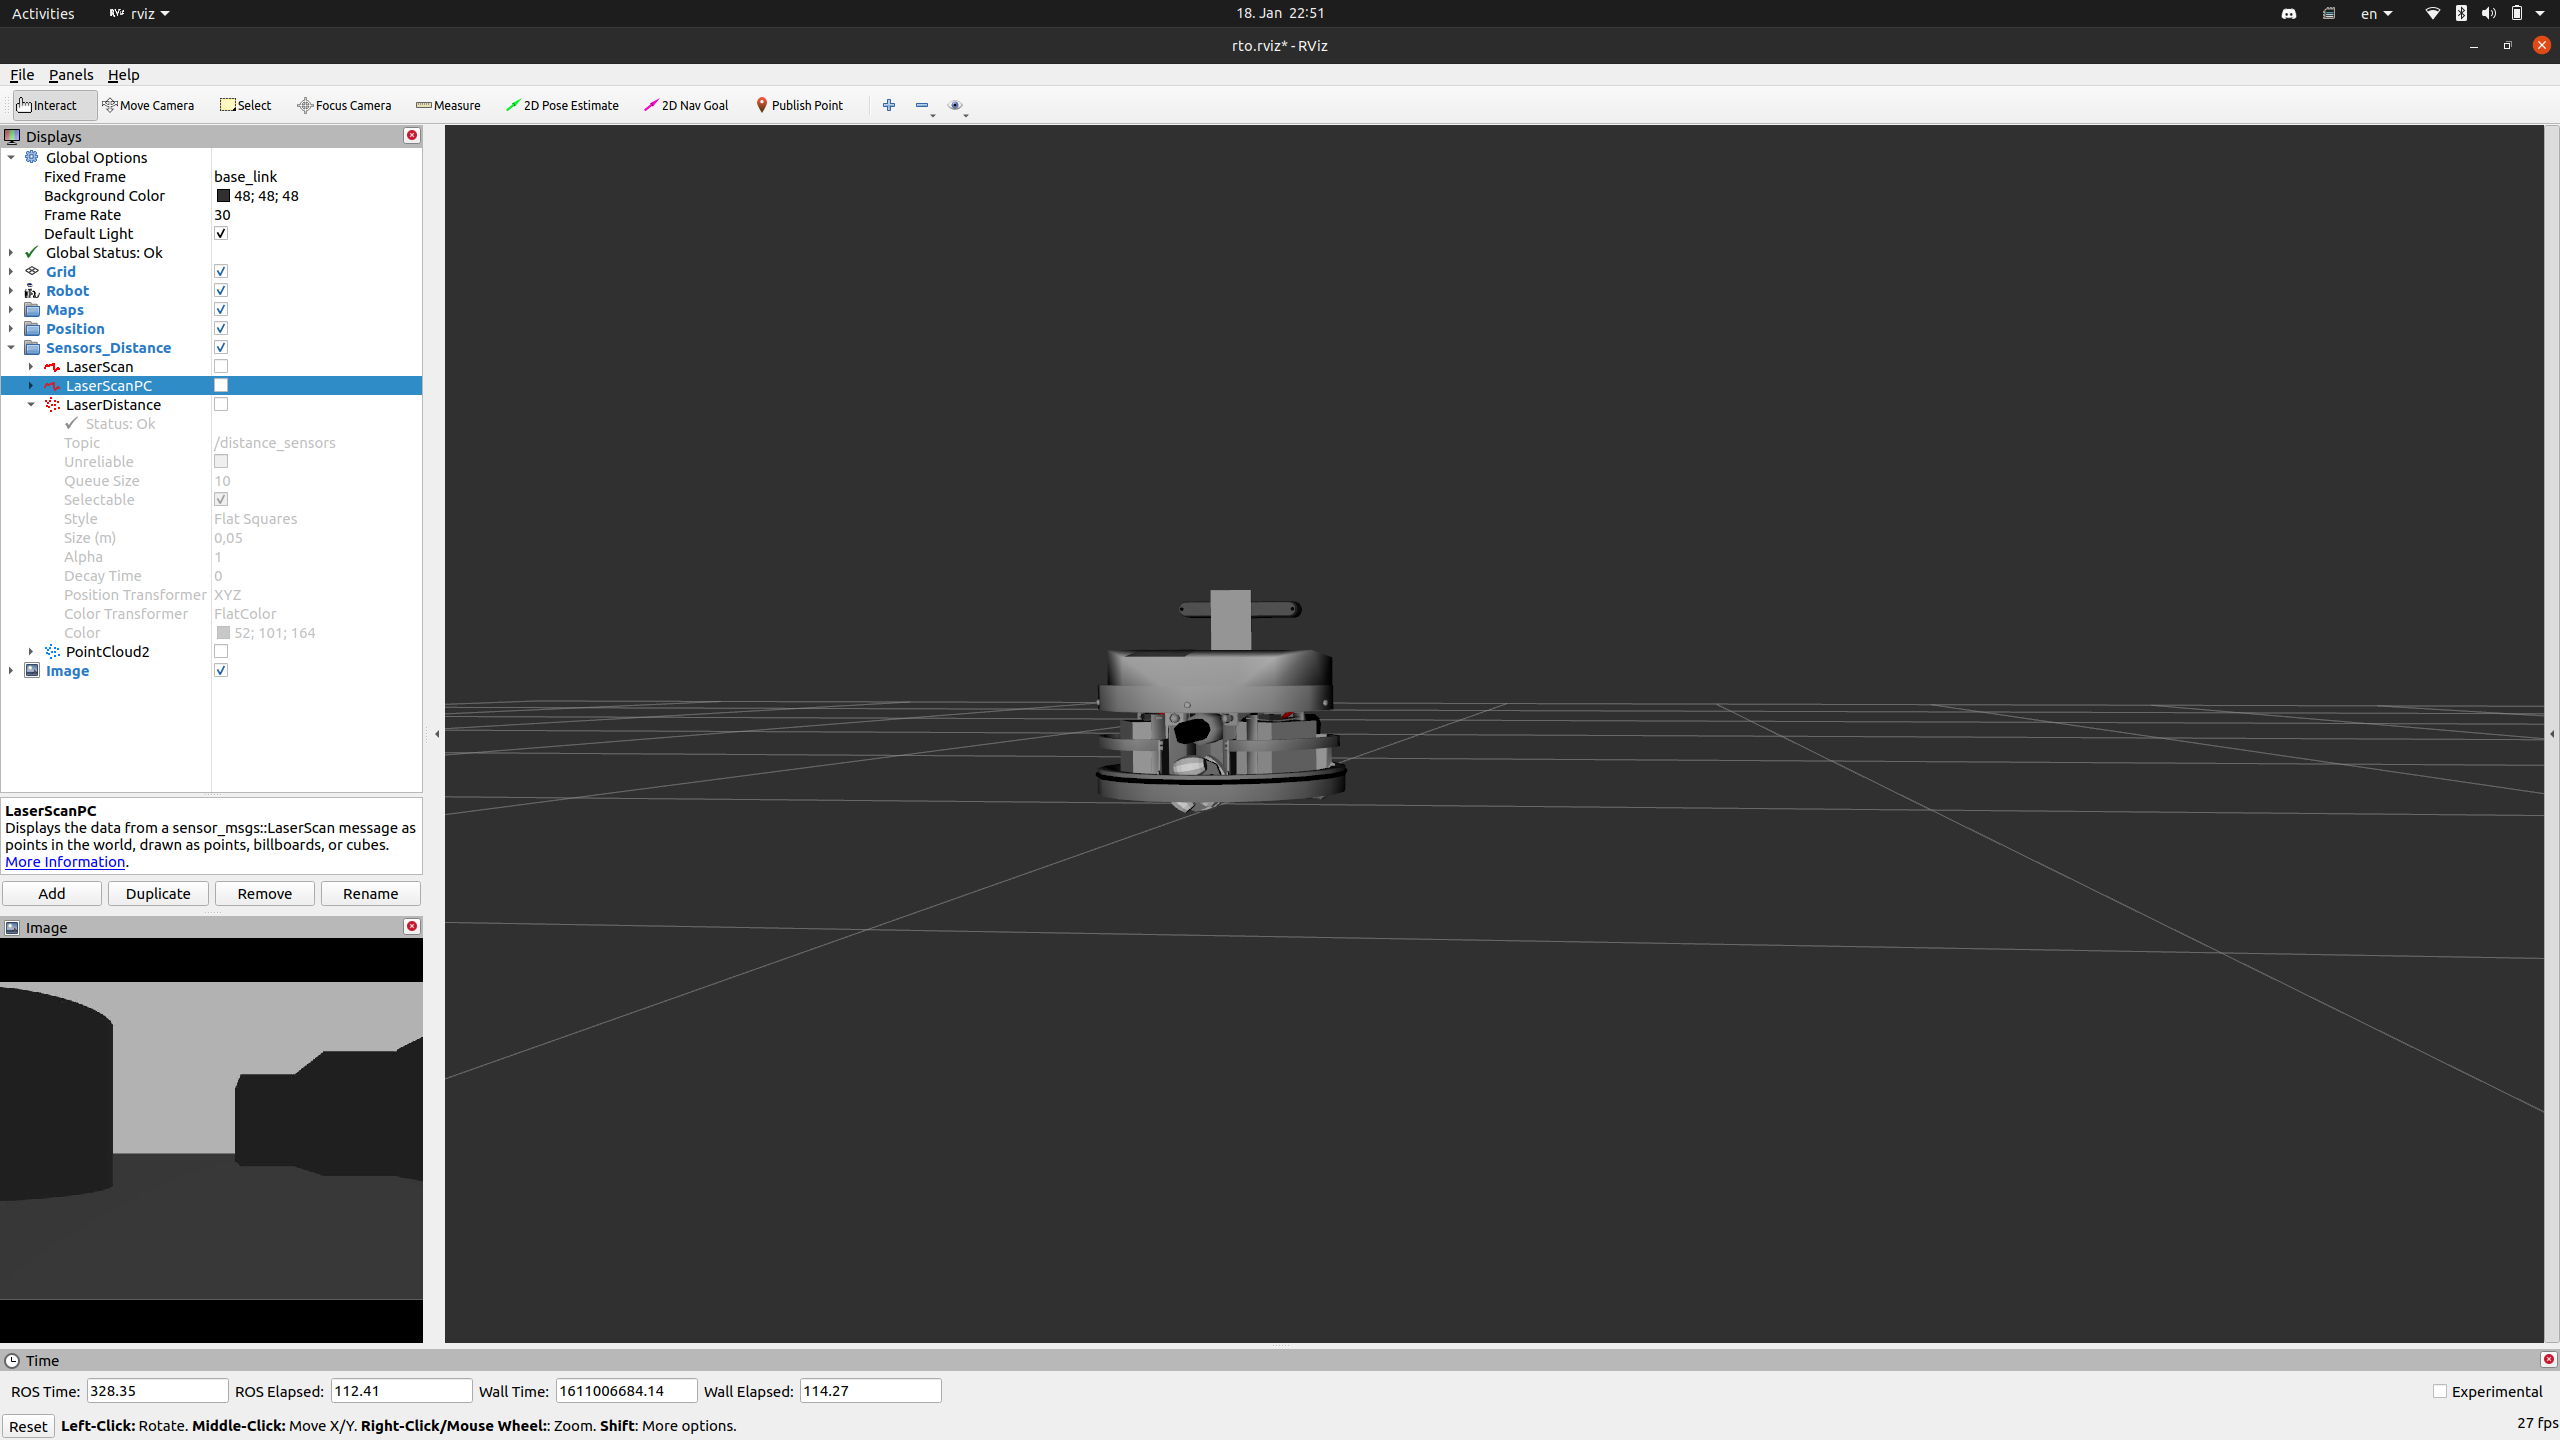 Activities rviz 18. Jan 22:51 en
rto.rviz* - RViz
File Panels Help
Interact Move Camera Select Focus Camera Measure 2D Pose Estimate 2D Nav Goal Publish Point
Displays
Global Options
Fixed Frame base_link
Background Color 48; 48; 48
Frame Rate 30
Default Light
Global Status: Ok
Grid
Robot
Maps
Position
Sensors_Distance
LaserScan
LaserScanPC
LaserDistance
Status: Ok
Topic /distance_sensors
Unreliable
Queue Size 10
Selectable
Style Flat Squares
Size (m) 0,05
Alpha 1
Decay Time 0
Position Transformer XYZ
Color Transformer FlatColor
Color 52; 101; 164
PointCloud2
Image
LaserScanPC
Displays the data from a sensor_msgs::LaserScan message as
points in the world, drawn as points, billboards, or cubes.
More Information.
Add Duplicate Remove Rename
Image
Time
ROS Time: 328.35 ROS Elapsed: 112.41 Wall Time: 1611006684.14 Wall Elapsed: 114.27 Experimental
Reset Left-Click: Rotate. Middle-Click: Move X/Y. Right-Click/Mouse Wheel:: Zoom. Shift: More options. 27 fps